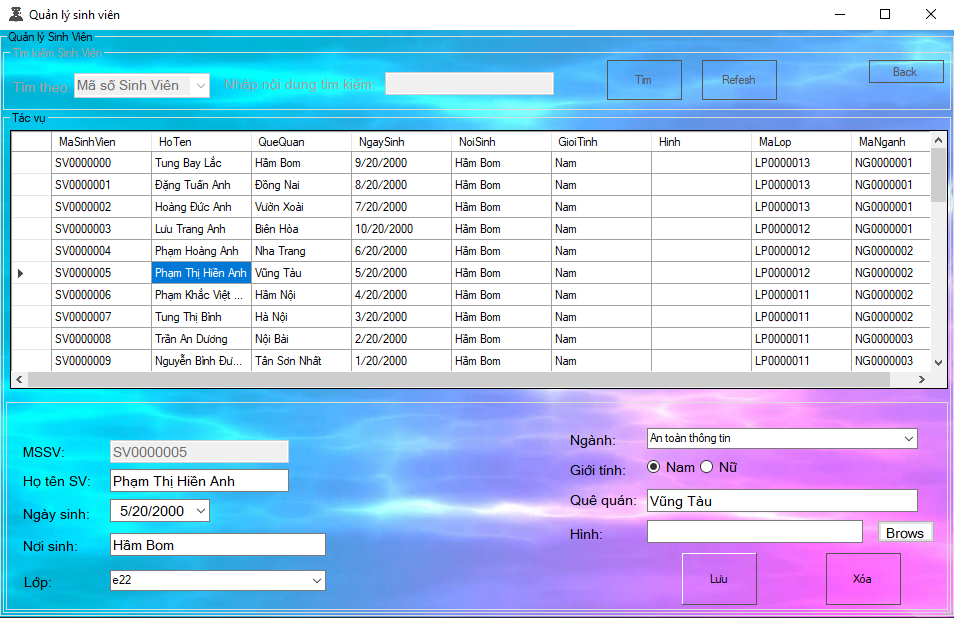 Quản lý sinh viên
Quản lý Sinh Viên
Tìm kiếm Sinh Viên
Tìm theo: Mã số Sinh Viên Nhập nội dung tìm kiếm: Tìm Refesh Back
Tác vụ
MaSinhVien HoTen QueQuan NgaySinh NoiSinh GioiTinh Hinh MaLop MaNganh
SV0000000 Tung Bay Lắc Hầm Bom 9/20/2000 Hầm Bom Nam LP0000013 NG0000001
SV0000001 Đặng Tuấn Anh Đồng Nai 8/20/2000 Hầm Bom Nam LP0000013 NG0000001
SV0000002 Hoàng Đức Anh Vườn Xoài 7/20/2000 Hầm Bom Nam LP0000013 NG0000001
SV0000003 Lưu Trang Anh Biên Hòa 10/20/2000 Hầm Bom Nam LP0000012 NG0000001
SV0000004 Phạm Hoàng Anh Nha Trang 6/20/2000 Hầm Bom Nam LP0000012 NG0000002
SV0000005 Phạm Thị Hiền Anh Vũng Tàu 5/20/2000 Hầm Bom Nam LP0000012 NG0000002
SV0000006 Phạm Khắc Việt ... Hầm Nội 4/20/2000 Hầm Bom Nam LP0000011 NG0000002
SV0000007 Tung Thị Bình Hà Nội 3/20/2000 Hầm Bom Nam LP0000011 NG0000002
SV0000008 Trần An Dương Nội Bài 2/20/2000 Hầm Bom Nam LP0000011 NG0000003
SV0000009 Nguyễn Bình Dư... Tân Sơn Nhất 1/20/2000 Hầm Bom Nam LP0000011 NG0000003
MSSV: SV0000005
Họ tên SV: Phạm Thị Hiền Anh
Ngày sinh: 5/20/2000
Nơi sinh: Hầm Bom
Lớp: e22
Ngành: An toàn thông tin
Giới tính: Nam Nữ
Quê quán: Vũng Tàu
Hình: Brows
Lưu Xóa